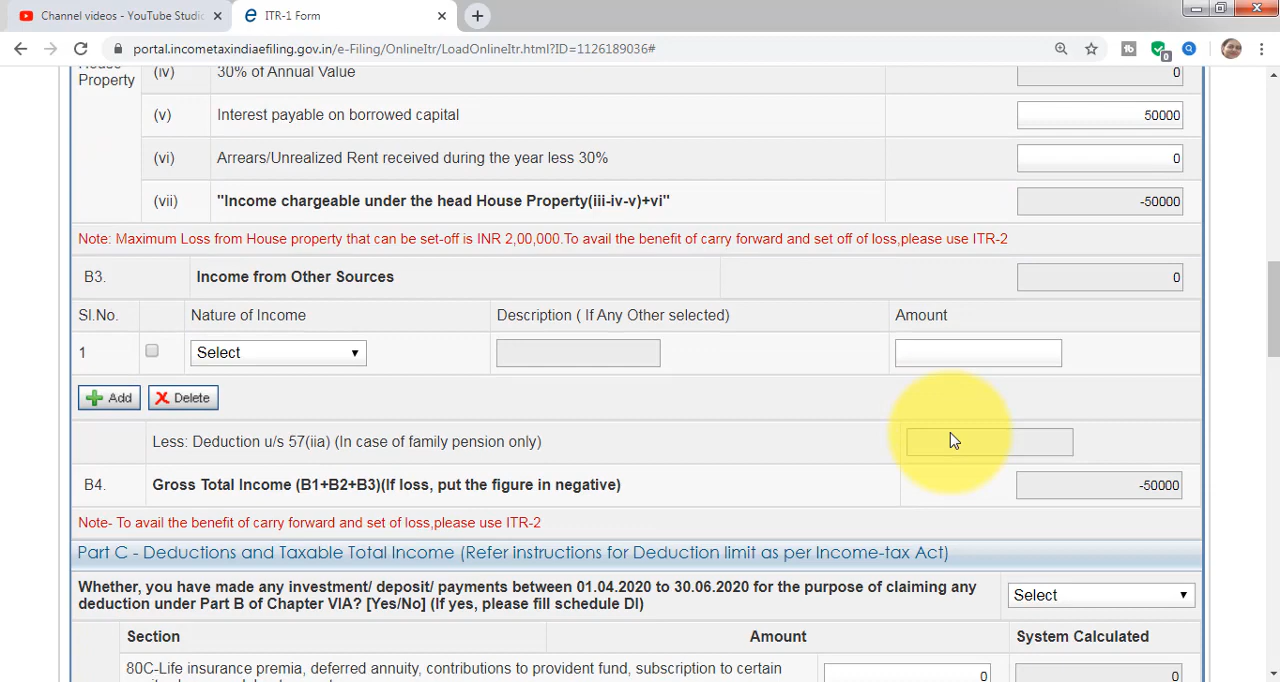 Channel videos - YouTube Studio
ITR-1 Form
portal.incometaxindiaefiling.gov.in/e-Filing/OnlineItr/LoadOnlineItr.html?ID=1126189036#
House Property
(iv) 30% of Annual Value 0
(v) Interest payable on borrowed capital 50000
(vi) Arrears/Unrealized Rent received during the year less 30% 0
(vii) "Income chargeable under the head House Property(iii-iv-v)+vi" -50000
Note: Maximum Loss from House property that can be set-off is INR 2,00,000.To avail the benefit of carry forward and set off of loss,please use ITR-2
B3. Income from Other Sources 0
Sl.No. Nature of Income Description ( If Any Other selected) Amount
1 Select
Add Delete
Less: Deduction u/s 57(iia) (In case of family pension only)
B4. Gross Total Income (B1+B2+B3)(If loss, put the figure in negative) -50000
Note- To avail the benefit of carry forward and set of loss,please use ITR-2
Part C - Deductions and Taxable Total Income (Refer instructions for Deduction limit as per Income-tax Act)
Whether, you have made any investment/ deposit/ payments between 01.04.2020 to 30.06.2020 for the purpose of claiming any
deduction under Part B of Chapter VIA? [Yes/No] (If yes, please fill schedule DI) Select
Section Amount System Calculated
80C-Life insurance premia, deferred annuity, contributions to provident fund, subscription to certain
0 0